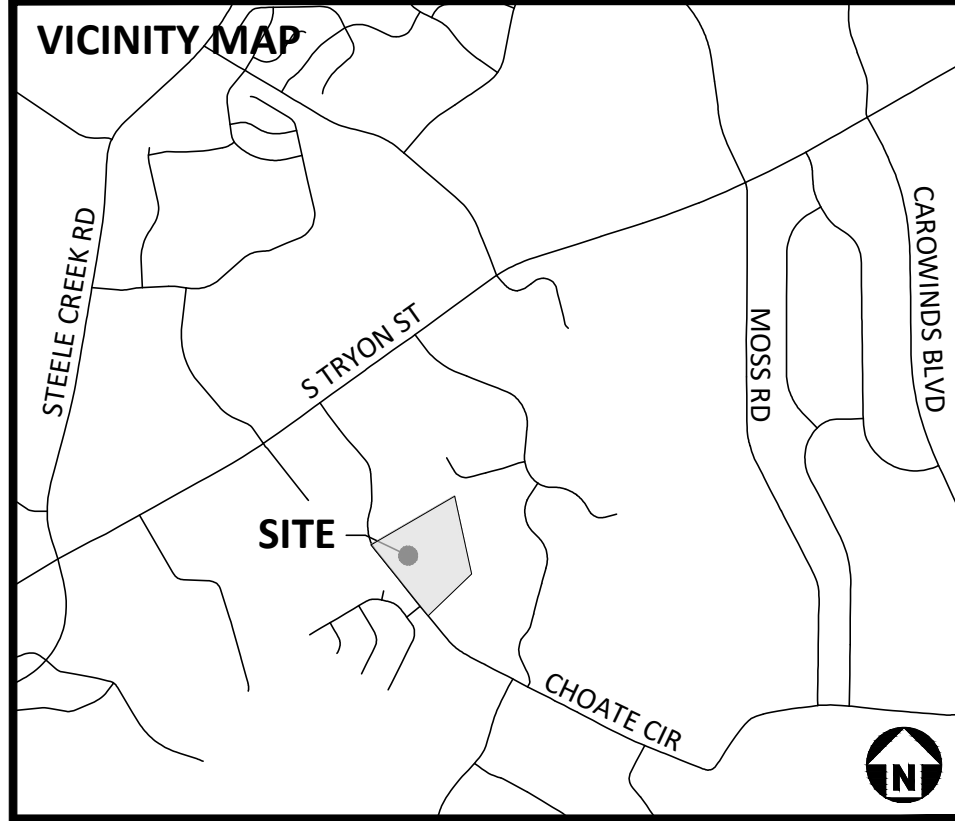 VICINITY MAP
STEELE CREEK RD
S TRYON ST
MOSS RD
CAROWINDS BLVD
SITE
CHOATE CIR
N